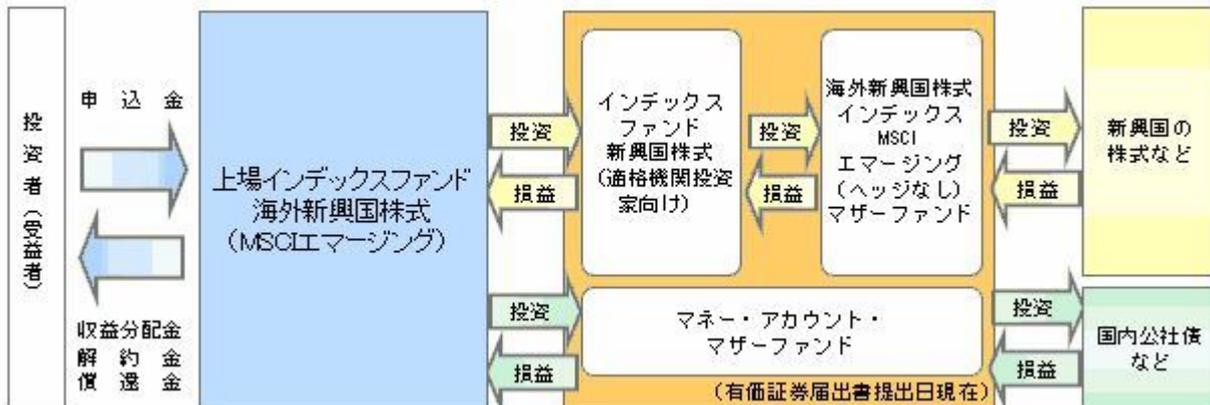 投資者(受益者)
申込金
収益分配金
解約金
償還金
上場インデックスファンド
海外新興国株式
(MSCIエマージング)
投資
損益
投資
損益
インデックス
ファンド
新興国株式
(適格機関投資
家向け)
投資
損益
海外新興国株式
インデックス
MSCI
エマージング
(ヘッジなし)
マザーファンド
マネー・アカウント・
マザーファンド
(有価証券届出書提出日現在)
投資
損益
投資
損益
新興国の
株式など
国内公社債
など